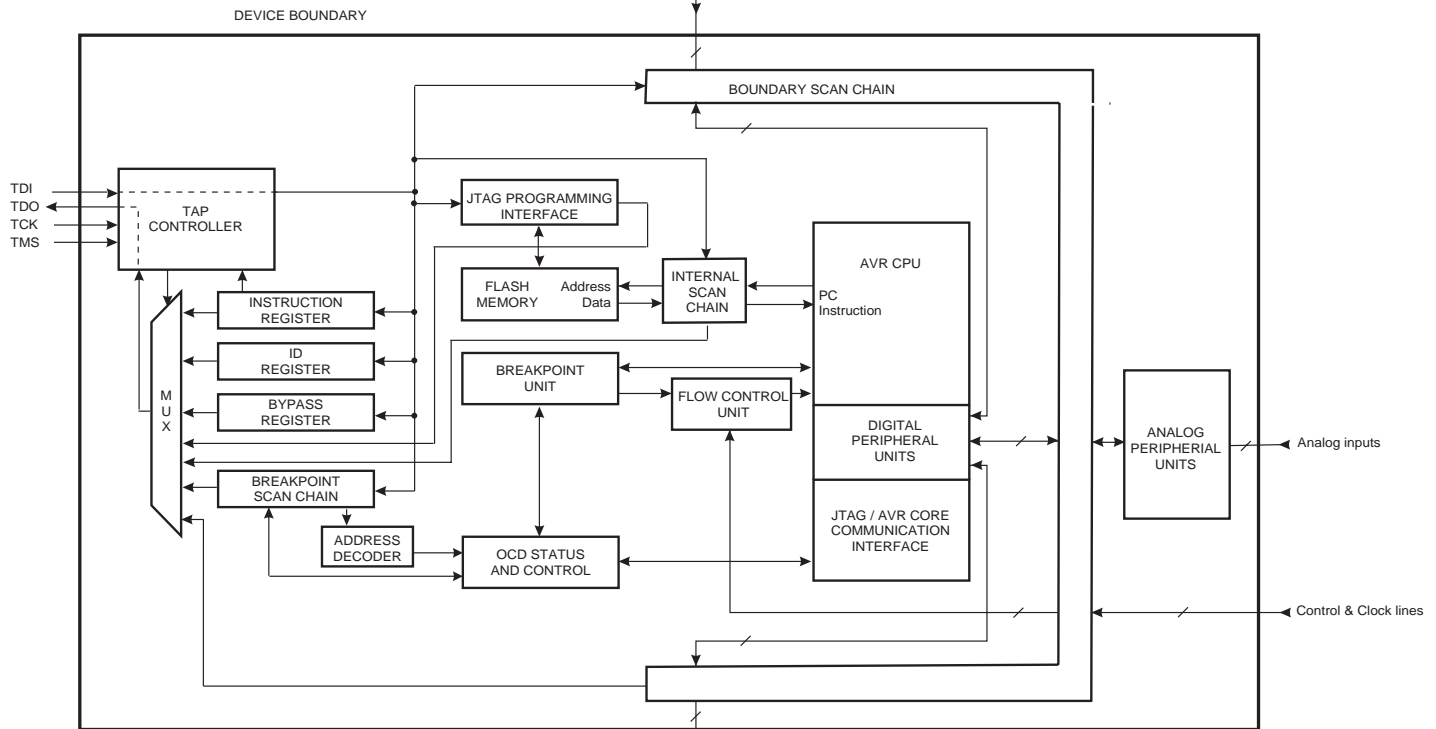 DEVICE BOUNDARY
BOUNDARY SCAN CHAIN
TDI
TDO
TCK
TMS
TAP
CONTROLLER
JTAG PROGRAMMING
INTERFACE
AVR CPU
FLASH
MEMORY
Address
Data
INTERNAL
SCAN
CHAIN
PC
Instruction
INSTRUCTION
REGISTER
ID
REGISTER
BREAKPOINT
UNIT
FLOW CONTROL
UNIT
M
U
X
BYPASS
REGISTER
DIGITAL
PERIPHERAL
UNITS
ANALOG
PERIPHERIAL
UNITS
Analog inputs
BREAKPOINT
SCAN CHAIN
ADDRESS
DECODER
OCD STATUS
AND CONTROL
JTAG / AVR CORE
COMMUNICATION
INTERFACE
Control & Clock lines